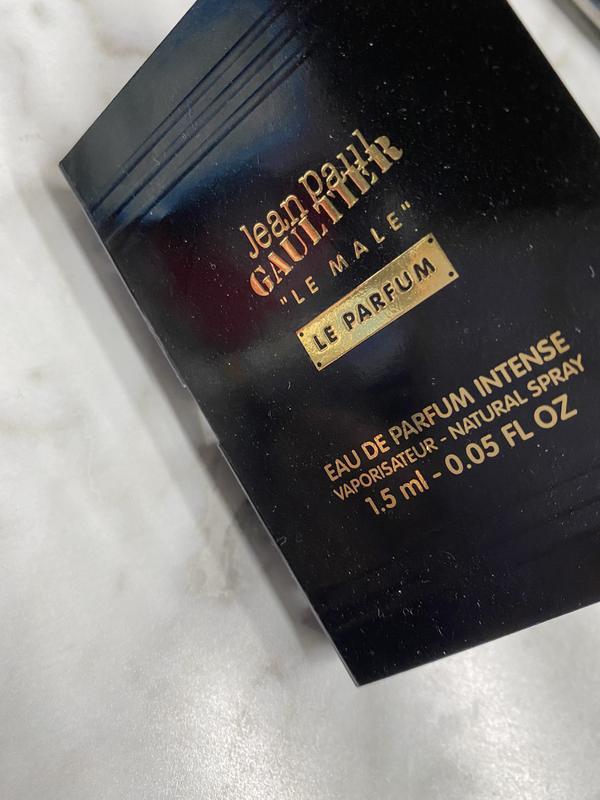 Jean Paul
GAULTIER
"LE MALE"
LE PARFUM
EAU DE PARFUM INTENSE
VAPORISATEUR - NATURAL SPRAY
1.5 ml - 0.05 FL OZ